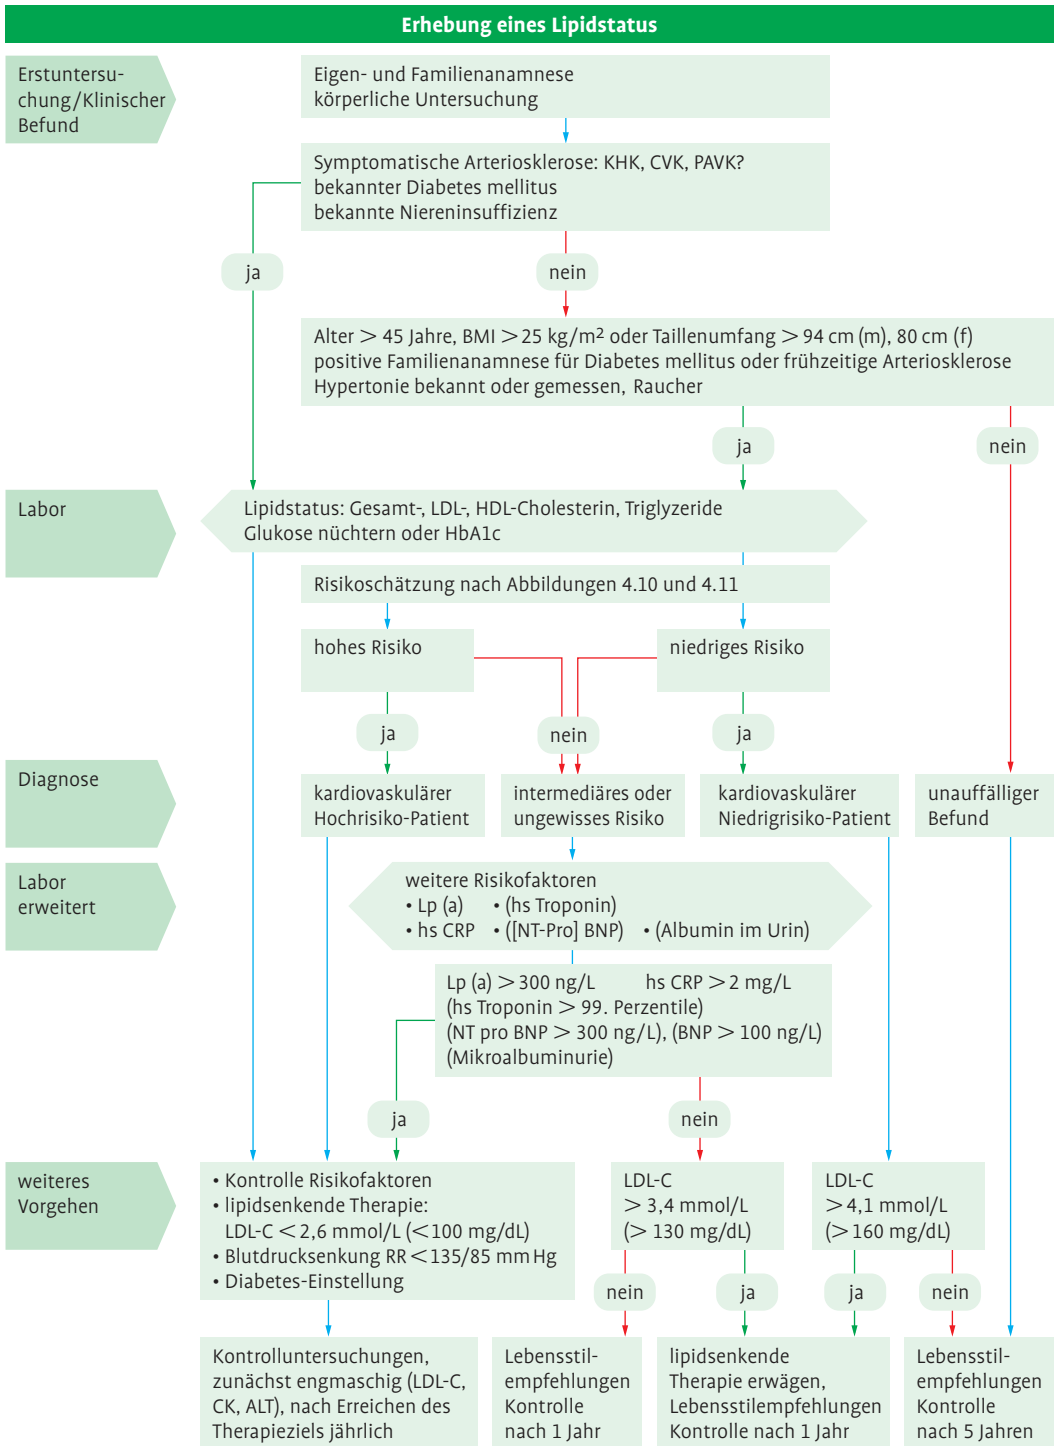 Erhebung eines Lipidstatus
Erstuntersu-
chung/Klinischer
Befund
Eigen- und Familienanamnese
körperliche Untersuchung
Symptomatische Arteriosklerose: KHK, CVK, PAVK?
bekannter Diabetes mellitus
bekannte Niereninsuffizienz
ja
nein
Alter > 45 Jahre, BMI > 25 kg/m² oder Taillenumfang > 94 cm (m), 80 cm (f)
positive Familienanamnese für Diabetes mellitus oder frühzeitige Arteriosklerose
Hypertonie bekannt oder gemessen, Raucher
ja
nein
Labor
Lipidstatus: Gesamt-, LDL-, HDL-Cholesterin, Triglyzeride
Glukose nüchtern oder HbA1c
Risikoschätzung nach Abbildungen 4.10 und 4.11
hohes Risiko
niedriges Risiko
ja
nein
ja
Diagnose
kardiovaskulärer
Hochrisiko-Patient
intermediäres oder
ungewisses Risiko
kardiovaskulärer
Niedrigrisiko-Patient
unauffälliger
Befund
Labor
erweitert
weitere Risikofaktoren
• Lp (a) • (hs Troponin)
• hs CRP • ([NT-Pro] BNP) • (Albumin im Urin)
Lp (a) > 300 ng/L hs CRP > 2 mg/L
(hs Troponin > 99. Perzentile)
(NT pro BNP > 300 ng/L), (BNP > 100 ng/L)
(Mikroalbuminurie)
ja
nein
weiteres
Vorgehen
• Kontrolle Risikofaktoren
• lipidsenkende Therapie:
LDL-C < 2,6 mmol/L (< 100 mg/dL)
• Blutdrucksenkung RR < 135/85 mm Hg
• Diabetes-Einstellung
LDL-C
> 3,4 mmol/L
(> 130 mg/dL)
LDL-C
> 4,1 mmol/L
(> 160 mg/dL)
nein
ja
ja
nein
Kontrolluntersuchungen,
zunächst engmaschig (LDL-C,
CK, ALT), nach Erreichen des
Therapieziels jährlich
Lebensstil-
empfehlungen
Kontrolle
nach 1 Jahr
lipidsenkende
Therapie erwägen,
Lebensstilempfehlungen
Kontrolle nach 1 Jahr
Lebensstil-
empfehlungen
Kontrolle
nach 5 Jahren